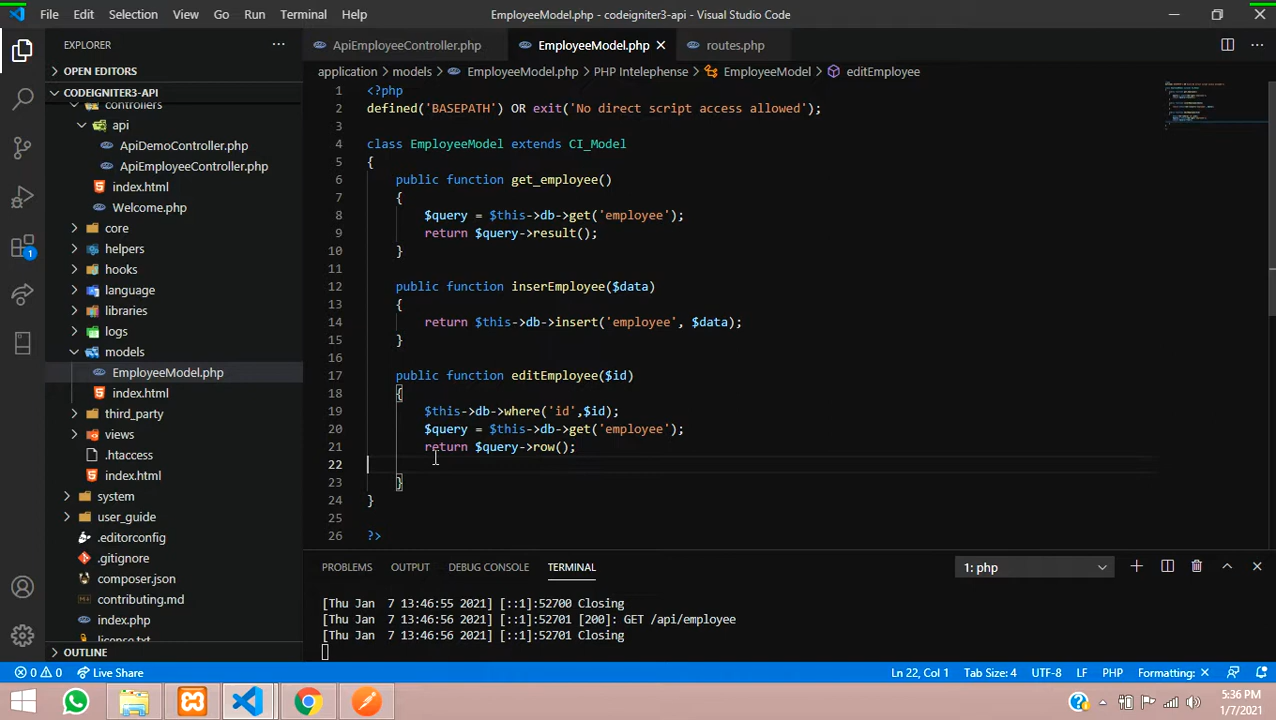 File Edit Selection View Go Run Terminal Help EmployeeModel.php - codeigniter3-api - Visual Studio Code
EXPLORER
OPEN EDITORS
CODEIGNITER3-API
controllers
api
ApiDemoController.php
ApiEmployeeController.php
index.html
Welcome.php
core
helpers
hooks
language
libraries
logs
models
EmployeeModel.php
index.html
third_party
views
.htaccess
index.html
system
user_guide
.editorconfig
.gitignore
composer.json
contributing.md
index.php
license.txt
OUTLINE
1
ApiEmployeeController.php EmployeeModel.php routes.php
application > models > EmployeeModel.php > PHP Intelephense > EmployeeModel > editEmployee
1 <?php
2 defined('BASEPATH') OR exit('No direct script access allowed');
3
4 class EmployeeModel extends CI_Model
5 {
6 public function get_employee()
7 {
8 $query = $this->db->get('employee');
9 return $query->result();
10 }
11
12 public function inserEmployee($data)
13 {
14 return $this->db->insert('employee', $data);
15 }
16
17 public function editEmployee($id)
18 {
19 $this->db->where('id',$id);
20 $query = $this->db->get('employee');
21 return $query->row();
22
23 }
24 }
25
26 ?>
PROBLEMS OUTPUT DEBUG CONSOLE TERMINAL 1: php
[Thu Jan  7 13:46:55 2021] [::1]:52700 Closing
[Thu Jan  7 13:46:56 2021] [::1]:52701 [200]: GET /api/employee
[Thu Jan  7 13:46:56 2021] [::1]:52701 Closing
0 0 Live Share Ln 22, Col 1 Tab Size: 4 UTF-8 LF PHP Formatting: ×
5:36 PM
1/7/2021